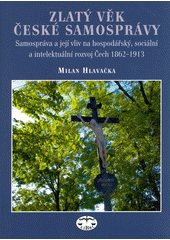 ZLATÝ VĚK
ČESKÉ SAMOSPRÁVY
Samospráva a její vliv na hospodářský, sociální
a intelektuální rozvoj Čech 1862–1913
MILAN HLAVAČKA